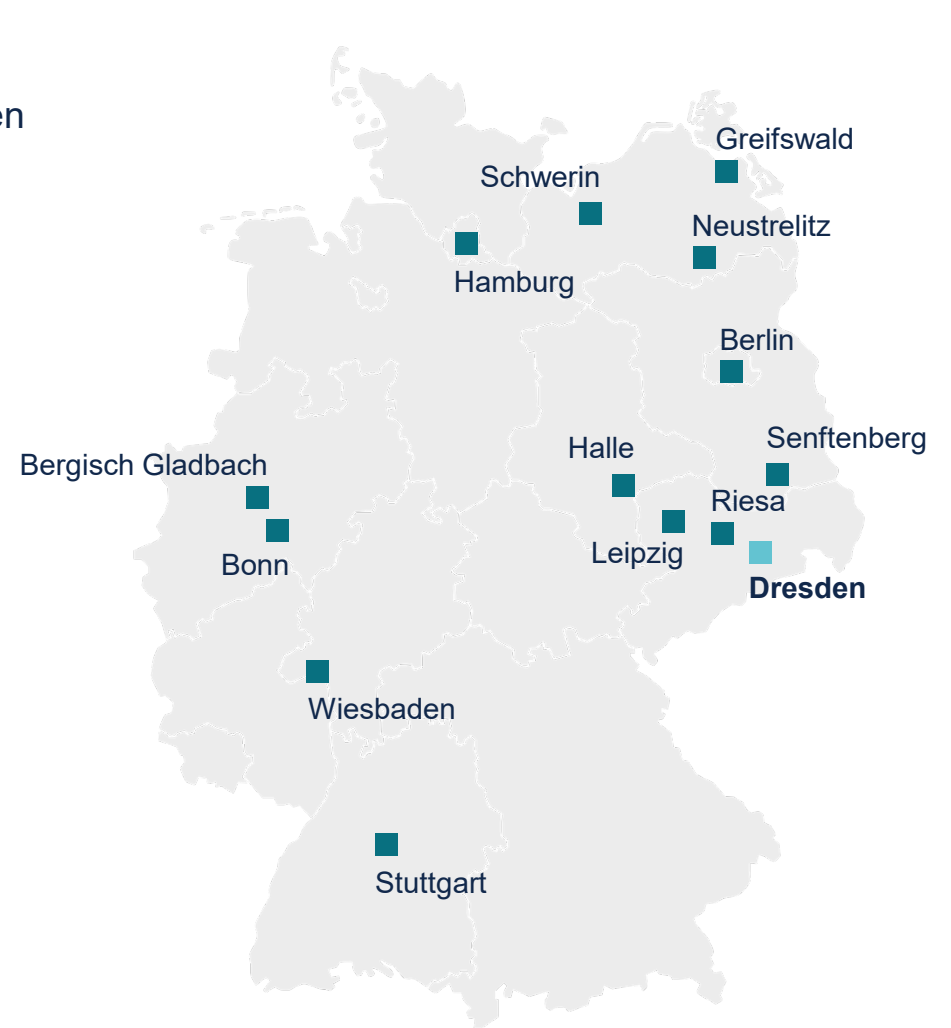 en
Greifswald
Schwerin
Neustrelitz
Hamburg
Berlin
Senftenberg
Halle
Bergisch Gladbach
Riesa
Leipzig
Bonn
Dresden
Wiesbaden
Stuttgart